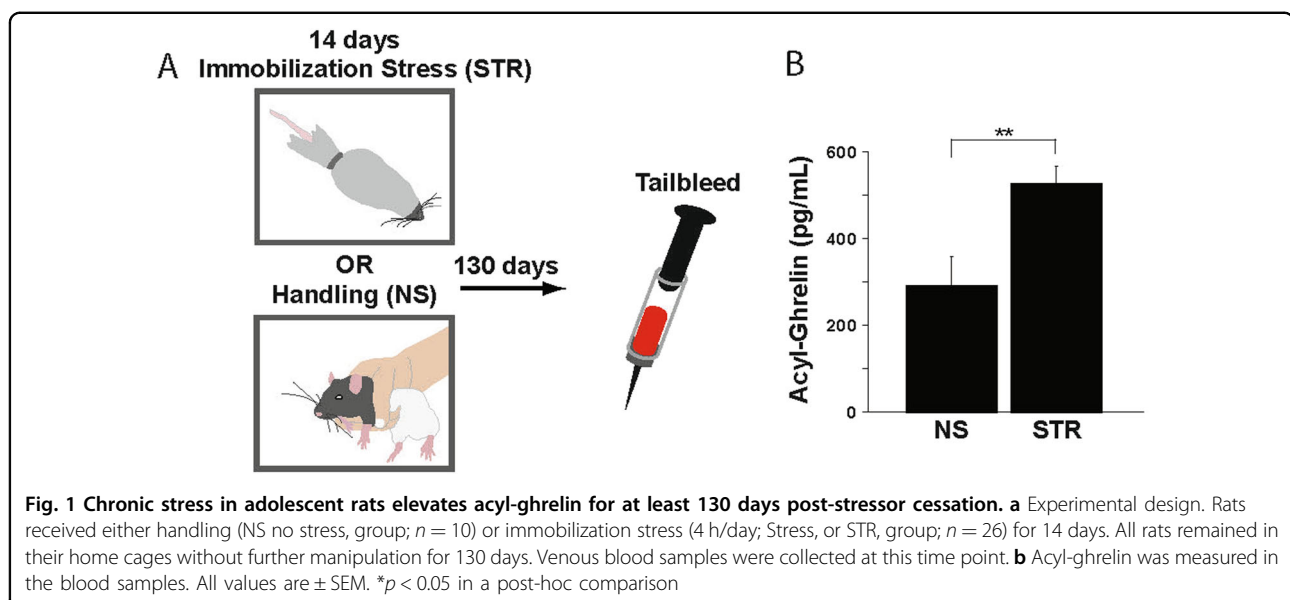 A
14 days
Immobilization Stress (STR)
OR
Handling (NS)
130 days
Tailbleed
B
**
Acyl-Ghrelin (pg/mL)
600
400
200
0
NS
STR
Fig. 1 Chronic stress in adolescent rats elevates acyl-ghrelin for at least 130 days post-stressor cessation. a Experimental design. Rats
received either handling (NS no stress, group; n = 10) or immobilization stress (4 h/day; Stress, or STR, group; n = 26) for 14 days. All rats remained in
their home cages without further manipulation for 130 days. Venous blood samples were collected at this time point. b Acyl-ghrelin was measured in
the blood samples. All values are ± SEM. *p < 0.05 in a post-hoc comparison